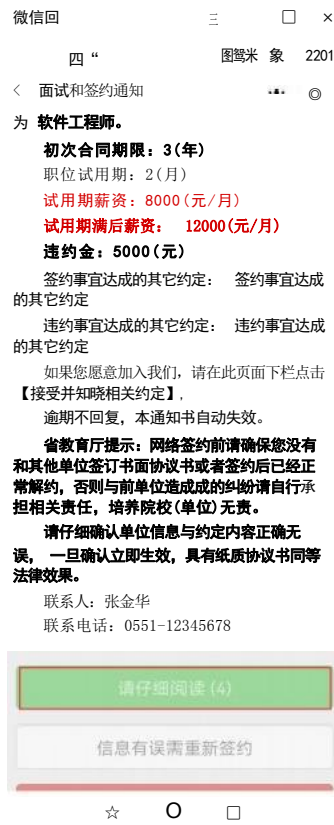 微信回 三 □ ×
四“ 图鸳米 象 2201
< 面试和签约通知
为 软件工程师。
初次合同期限：3(年)
职位试用期：2(月)
试用期薪资：8000(元/月)
试用期满后薪资： 12000(元/月)
违约金：5000(元)
签约事宜达成的其它约定： 签约事宜达成
的其它约定
违约事宜达成的其它约定： 违约事宜达成
的其它约定
如果您愿意加入我们，请在此页面下栏点击
【接受并知晓相关约定】,
逾期不回复，本通知书自动失效。
省教育厅提示：网络签约前请确保您没有
和其他单位签订书面协议书或者签约后已经正
常解约，否则与前单位造成成的纠纷请自行承
担相关责任，培养院校(单位)无责。
请仔细确认单位信息与约定内容正确无
误， 一旦确认立即生效，具有纸质协议书同等
法律效果。
联系人：张金华
联系电话：0551-12345678
请仔细阅读 (4)
信息有误需重新签约